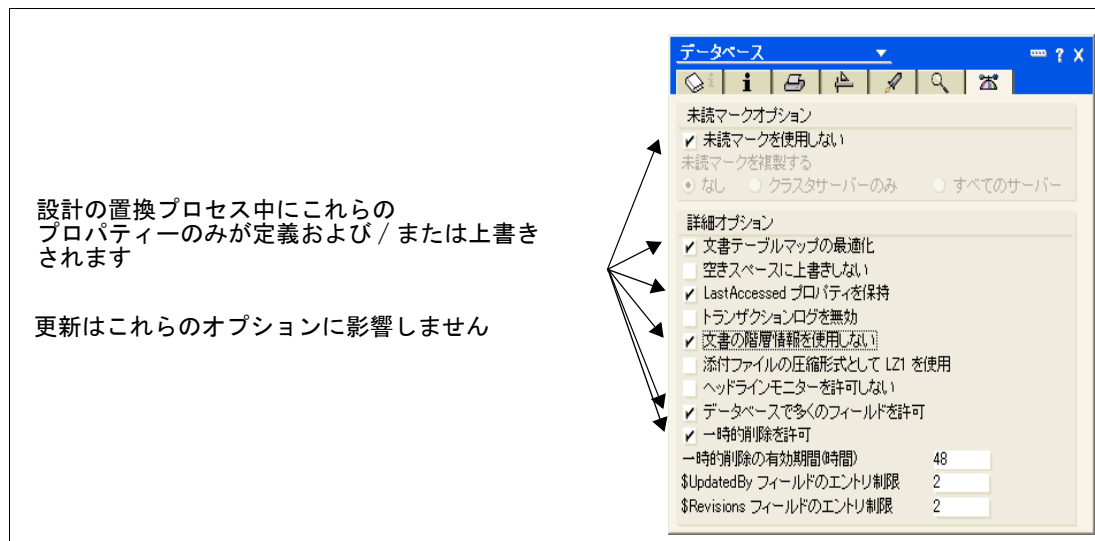 設計の置換プロセス中にこれらの
プロパティーのみが定義および / または上書き
されます
更新はこれらのオプションに影響しません
データベース
? X
i
未読マークオプション
未読マークを使用しない
未読マークを複製する
なし クラスタサーバーのみ すべてのサーバー
詳細オプション
文書テーブルマップの最適化
空きスペースに上書きしない
LastAccessed プロパティを保持
トランザクションログを無効
文書の階層情報を使用しない
添付ファイルの圧縮形式として LZ1 を使用
ヘッドラインモニターを許可しない
データベースで多くのフィールドを許可
一時的削除を許可
一時的削除の有効期間(時間) 48
$UpdatedBy フィールドのエントリ制限 2
$Revisions フィールドのエントリ制限 2